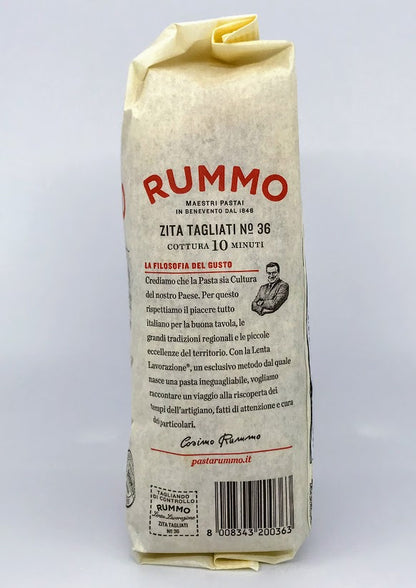 RUMMO
MAESTRI PASTAI
IN BENEVENTO DAL 1846
ZITA TAGLIATI Nº 36
COTTURA 10 MINUTI
LA FILOSOFIA DEL GUSTO
Crediamo che la Pasta sia Cultura
del nostro Paese. Per questo
rispettiamo il piacere tutto
italiano per la buona tavola, le
grandi tradizioni regionali e le piccole
eccellenze del territorio. Con la Lenta
Lavorazione®, un esclusivo metodo dal quale
nasce una pasta ineguagliabile, vogliamo
raccontare un viaggio alla riscoperta dei
tempi dell'artigiano, fatti di attenzione e cura
dei particolari.
Cosimo Rummo
pastarummo.it
TAGLIANDO
DI CONTROLLO
RUMMO
Lenta Lavorazione
ZITA TAGLIATI
Nº 36
8 008343 200363